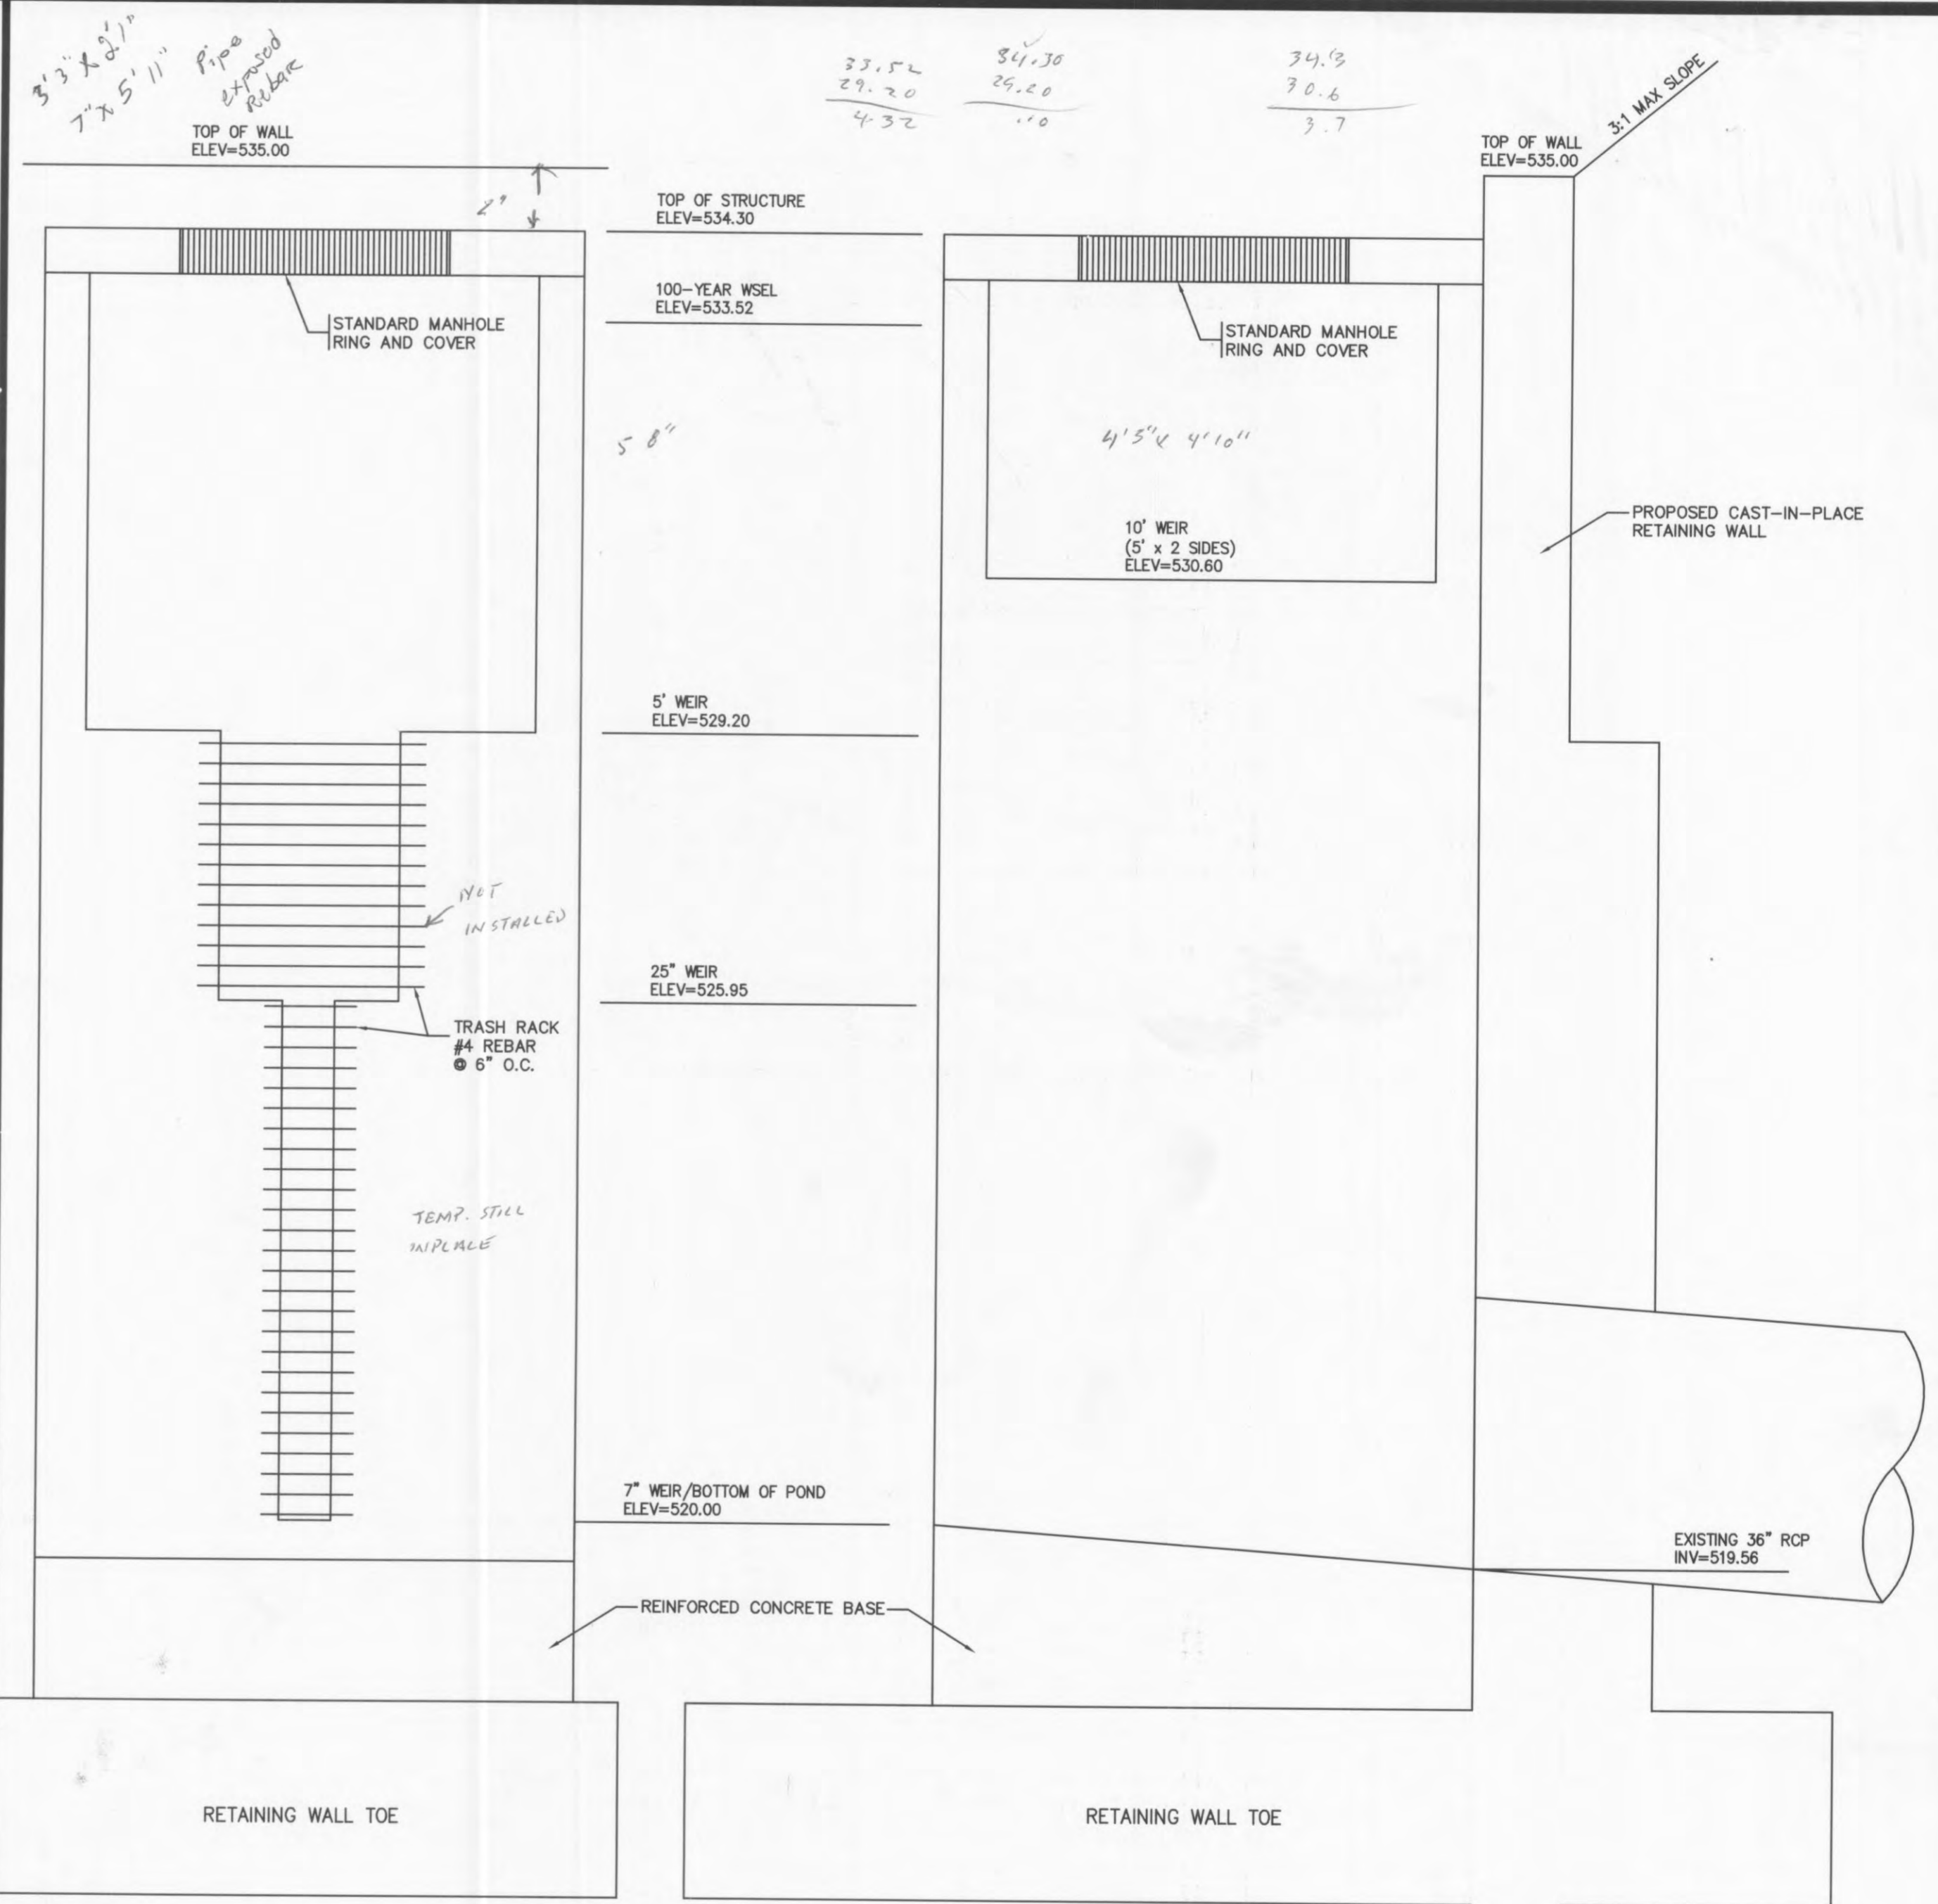 3'3" x 2'1"
7" x 5'11"
Pipe
exposed
Rebar
33.52
29.20
4.32
34.30
29.20
.10
34.3
30.6
3.7
3:1 MAX SLOPE
TOP OF WALL
ELEV=535.00
TOP OF WALL
ELEV=535.00
2'
TOP OF STRUCTURE
ELEV=534.30
100-YEAR WSEL
ELEV=533.52
STANDARD MANHOLE
RING AND COVER
STANDARD MANHOLE
RING AND COVER
5 8"
4'5" x 4'10"
10' WEIR
(5' x 2 SIDES)
ELEV=530.60
PROPOSED CAST-IN-PLACE
RETAINING WALL
5' WEIR
ELEV=529.20
NOT
INSTALLED
25" WEIR
ELEV=525.95
TRASH RACK
#4 REBAR
@ 6" O.C.
TEMP. STILL
INPLACE
7" WEIR/BOTTOM OF POND
ELEV=520.00
EXISTING 36" RCP
INV=519.56
REINFORCED CONCRETE BASE
RETAINING WALL TOE
RETAINING WALL TOE